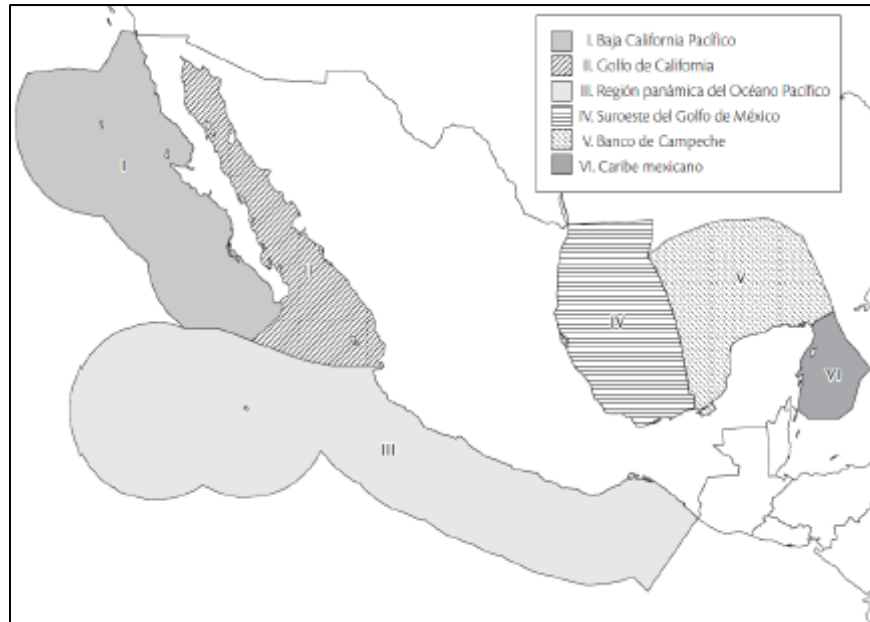 I. Baja California Pacífico
II. Golfo de California
III. Región panámica del Océano Pacífico
IV. Suroeste del Golfo de México
V. Banco de Campeche
VI. Caribe mexicano
I
II
V
IV
VI
III